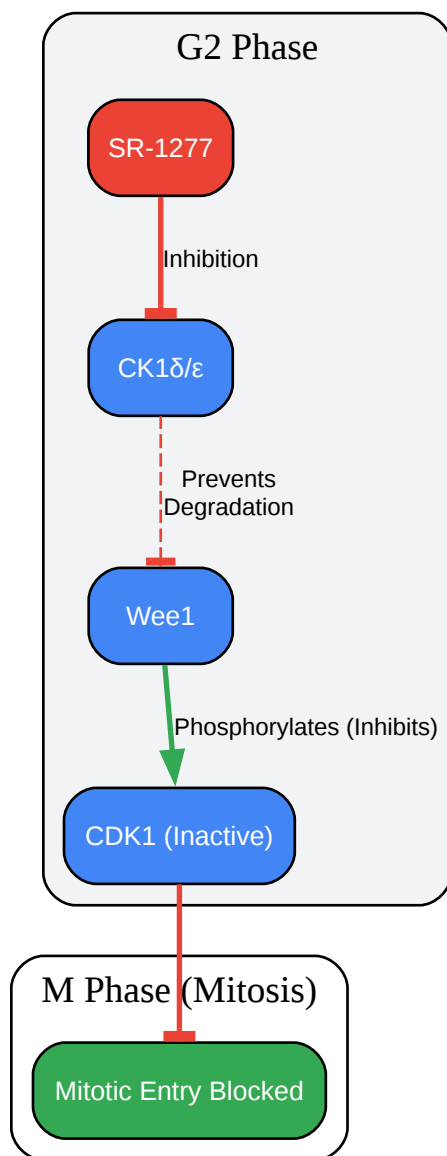 G2 Phase
SR-1277
Inhibition
CK1δ/ε
Prevents
Degradation
Wee1
Phosphorylates (Inhibits)
CDK1 (Inactive)
M Phase (Mitosis)
Mitotic Entry Blocked